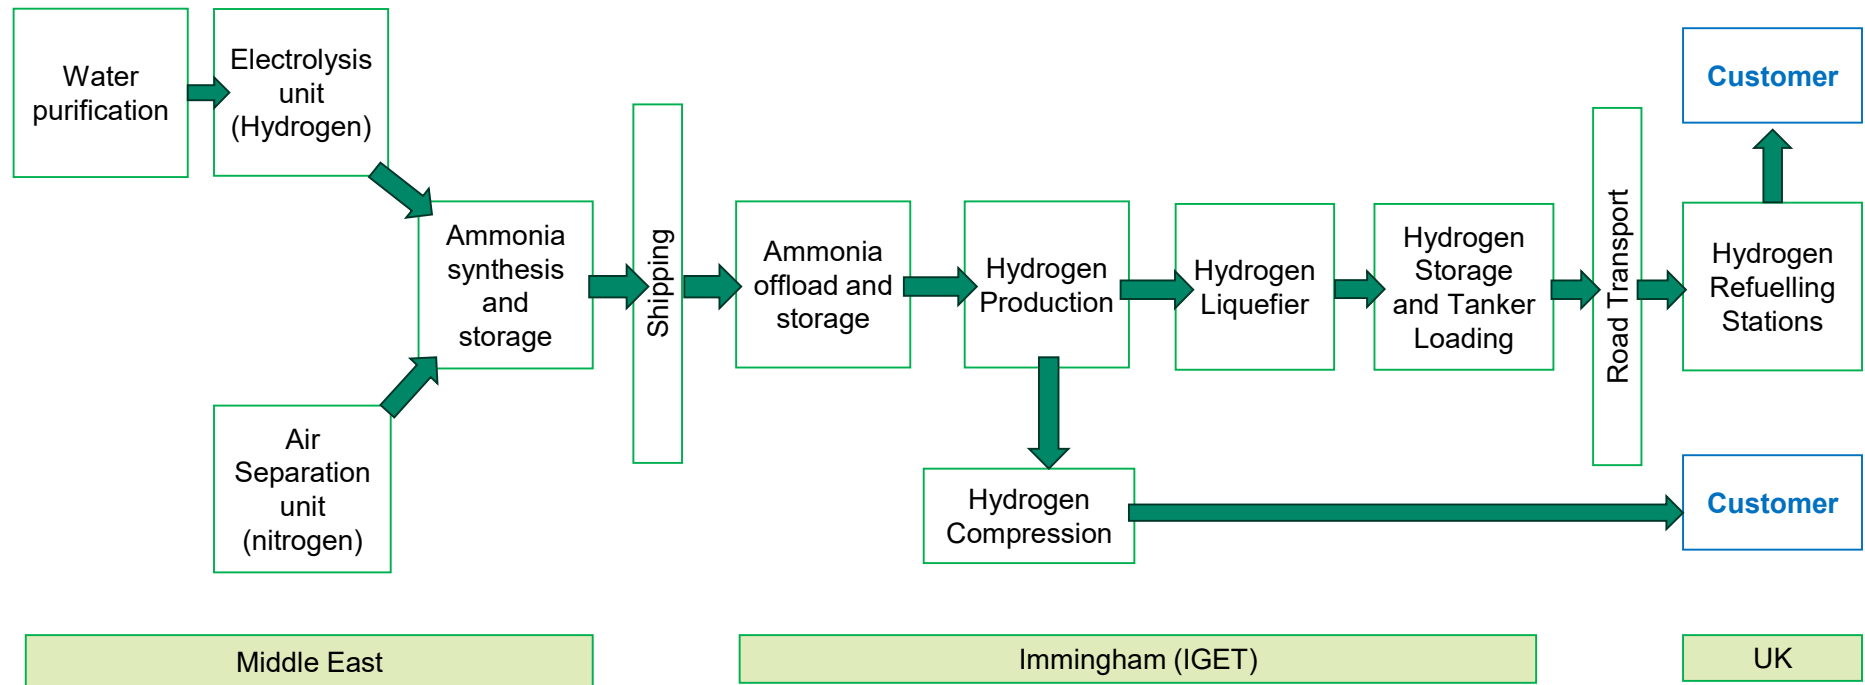 Water
purification
Electrolysis
unit
(Hydrogen)
Air
Separation
unit
(nitrogen)
Ammonia
synthesis
and
storage
Shipping
Ammonia
offload and
storage
Hydrogen
Production
Hydrogen
Liquefier
Hydrogen
Storage
and Tanker
Loading
Road Transport
Hydrogen
Refuelling
Stations
Customer
Hydrogen
Compression
Customer
Middle East
Immingham (IGET)
UK